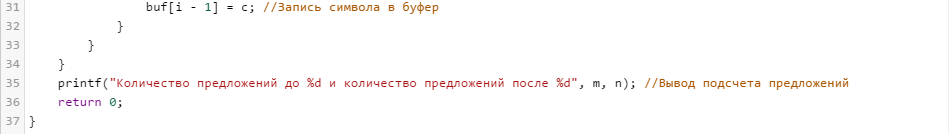 31 buf[i - 1] = c; //Запись символа в буфер
32 }
33 }
34 }
35 printf("Количество предложений до %d и количество предложений после %d", m, n); //Вывод подсчета предложений
36 return 0;
37 }